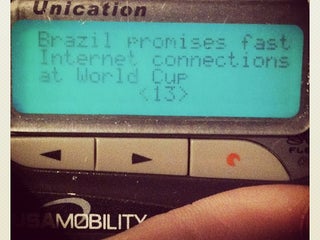 Unication
Brazil promises fast
Internet connections
at World Cup
<13>
USA MOBILITY